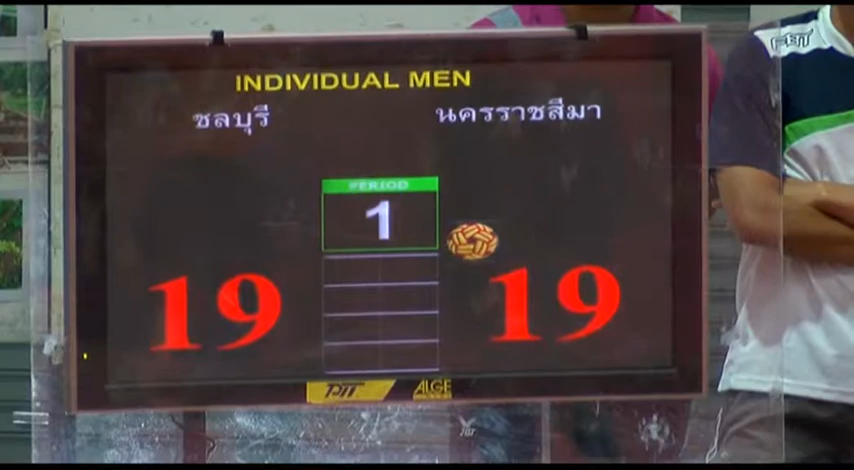 FBT
INDIVIDUAL MEN
ชลบุรี นครราชสีมา
PERIOD
1
19 19
PTT ALGE